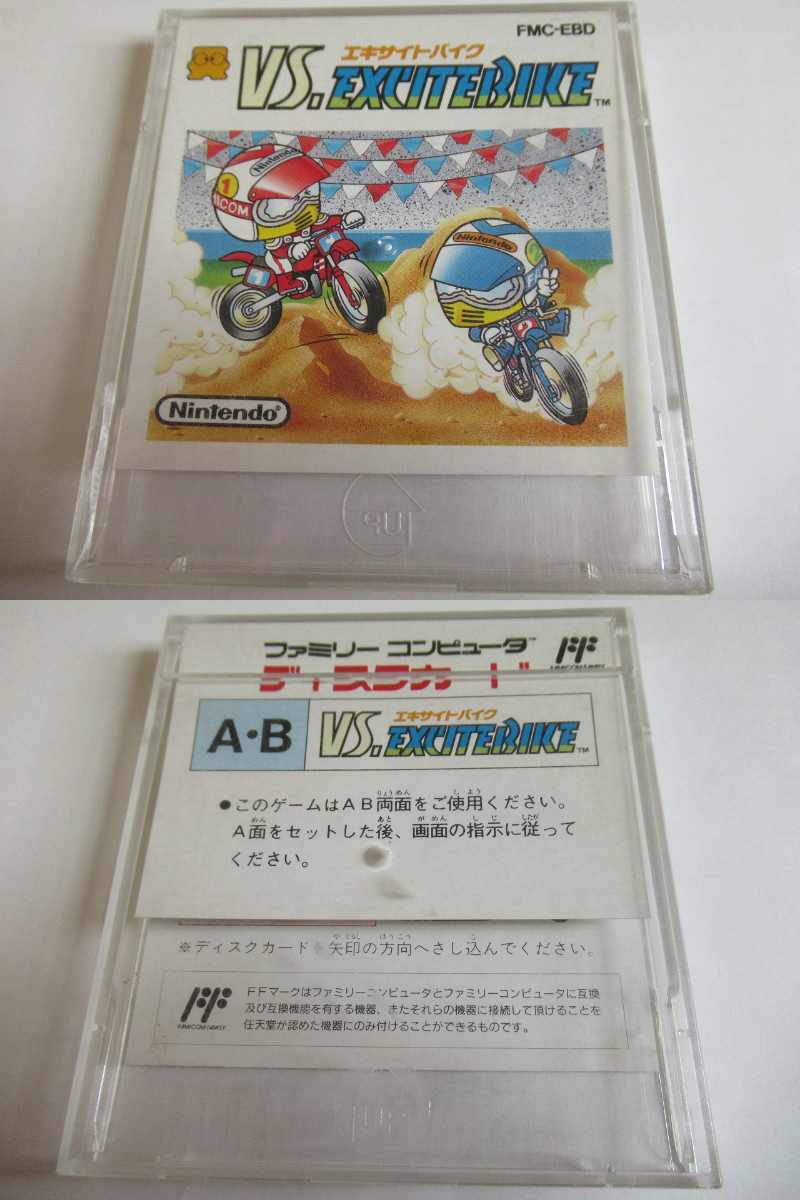 FMC-EBD
エキサイトバイク
VS. EXCITEBIKE™
Nintendo
1
ICOM
1
Nintendo
2
Nintendo®
ファミリー コンピュータ™
ディスクカード
A・B
エキサイトバイク
VS. EXCITEBIKE™
●このゲームはAB両面をご使用ください。
A面をセットした後、画面の指示に従って
ください。
※ディスクカード
矢印の方向へさし込んでください。
FFマークはファミリーコンピュータとファミリーコンピュータに互換
及び互換機能を有する機器、またそれらの機器に接続して頂けることを
任天堂が認めた機器にのみ付けることができるものです。
FAMICOM FAMILY